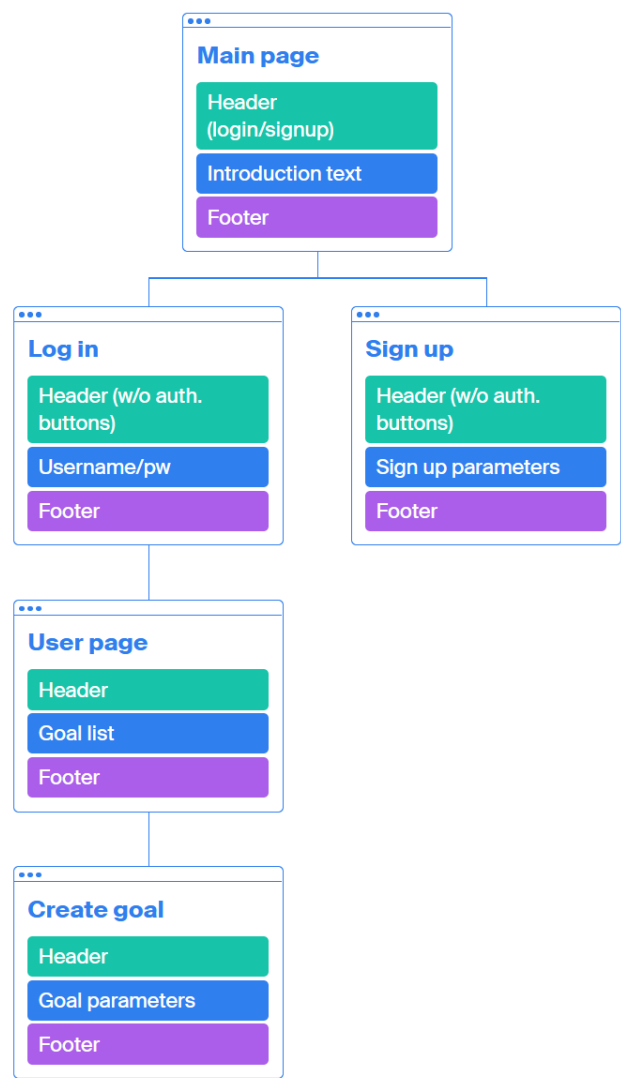 Main page
Header
(login/signup)
Introduction text
Footer
Log in
Header (w/o auth.
buttons)
Username/pw
Footer
Sign up
Header (w/o auth.
buttons)
Sign up parameters
Footer
User page
Header
Goal list
Footer
Create goal
Header
Goal parameters
Footer